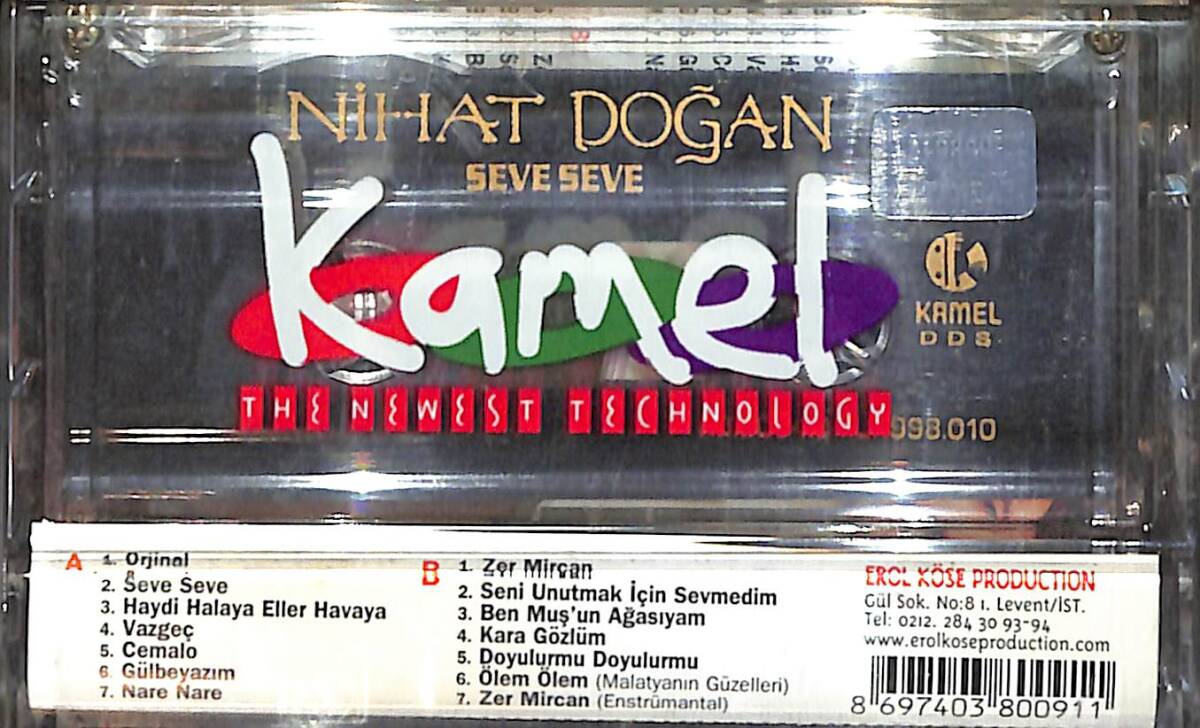 NİHAT DOĞAN
SEVE SEVE
Kamel
THE NEWEST TECHNOLOGY
KAMEL
DDS
998.010
A
1. Orjinal
2. Seve Seve
3. Haydi Halaya Eller Havaya
4. Vazgeç
5. Cemalo
6. Gülbeyazım
7. Nare Nare
B
1. Zer Mircan
2. Seni Unutmak İçin Sevmedim
3. Ben Muş'un Ağasıyam
4. Kara Gözlüm
5. Doyulurmu Doyulurmu
6. Ölem Ölem (Malatyanın Güzelleri)
7. Zer Mircan (Enstrümantal)
EROL KÖSE PRODUCTION
Gül Sok. No:8 1. Levent/İST.
Tel: 0212. 284 30 93-94
www.erolkoseproduction.com
8 697403 800911